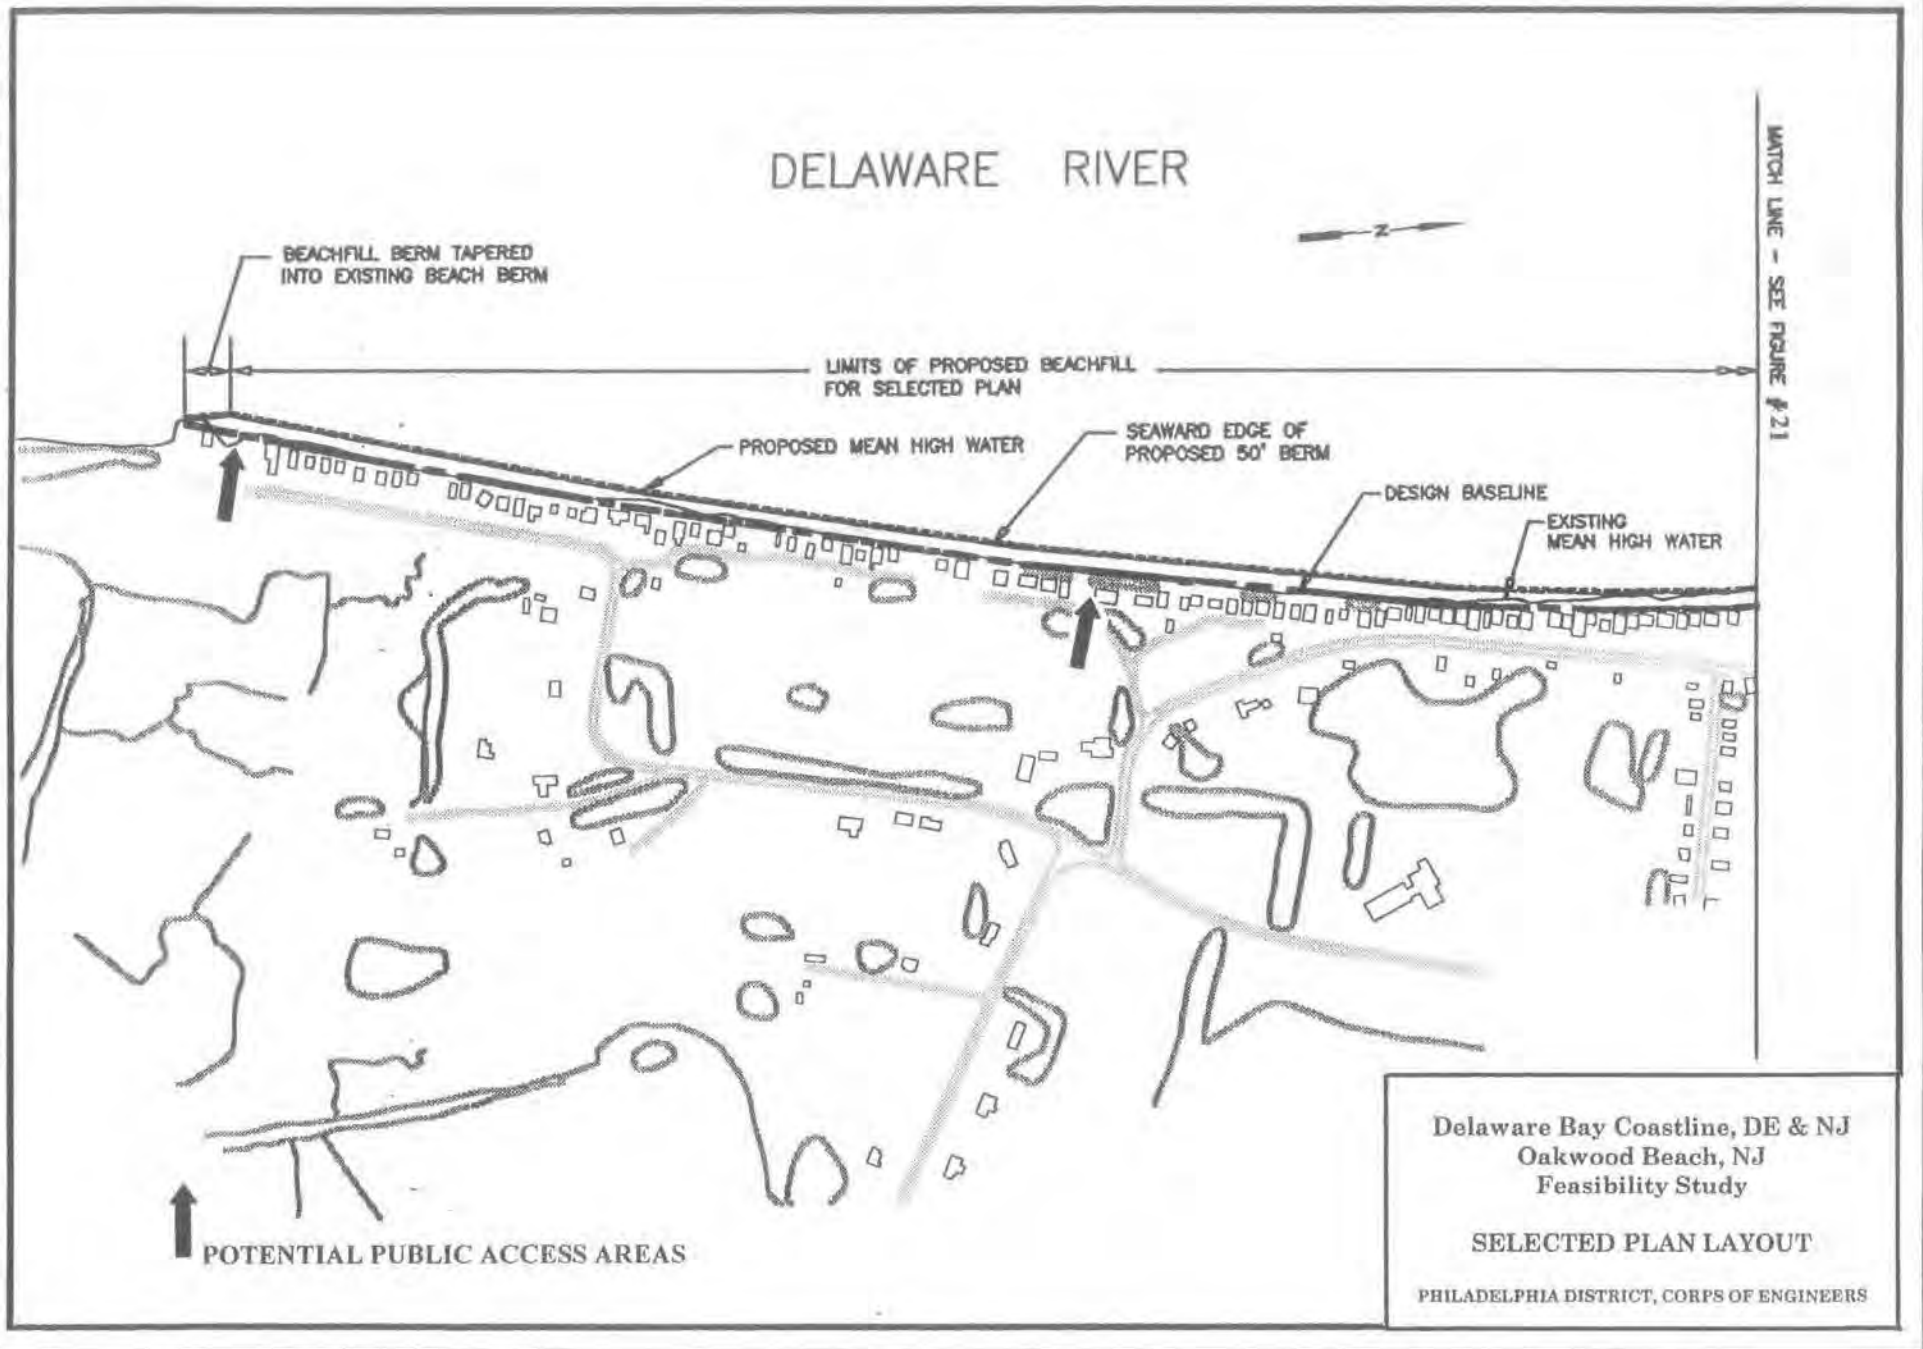 DELAWARE RIVER
N
MATCH LINE - SEE FIGURE #21
BEACHFILL BERM TAPERED
INTO EXISTING BEACH BERM
LIMITS OF PROPOSED BEACHFILL
FOR SELECTED PLAN
PROPOSED MEAN HIGH WATER
SEAWARD EDGE OF
PROPOSED 50' BERM
DESIGN BASELINE
EXISTING
MEAN HIGH WATER
POTENTIAL PUBLIC ACCESS AREAS
Delaware Bay Coastline, DE & NJ
Oakwood Beach, NJ
Feasibility Study
SELECTED PLAN LAYOUT
PHILADELPHIA DISTRICT, CORPS OF ENGINEERS